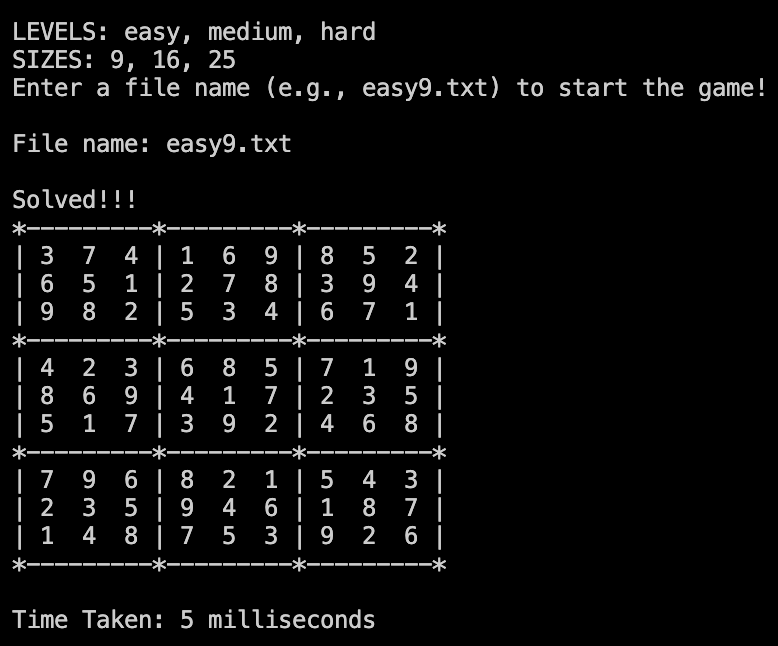 LEVELS: easy, medium, hard
SIZES: 9, 16, 25
Enter a file name (e.g., easy9.txt) to start the game!
File name: easy9.txt
Solved!!!
*---------*---------*---------*
| 3  7  4 | 1  6  9 | 8  5  2 |
| 6  5  1 | 2  7  8 | 3  9  4 |
| 9  8  2 | 5  3  4 | 6  7  1 |
*---------*---------*---------*
| 4  2  3 | 6  8  5 | 7  1  9 |
| 8  6  9 | 4  1  7 | 2  3  5 |
| 5  1  7 | 3  9  2 | 4  6  8 |
*---------*---------*---------*
| 7  9  6 | 8  2  1 | 5  4  3 |
| 2  3  5 | 9  4  6 | 1  8  7 |
| 1  4  8 | 7  5  3 | 9  2  6 |
*---------*---------*---------*
Time Taken: 5 milliseconds